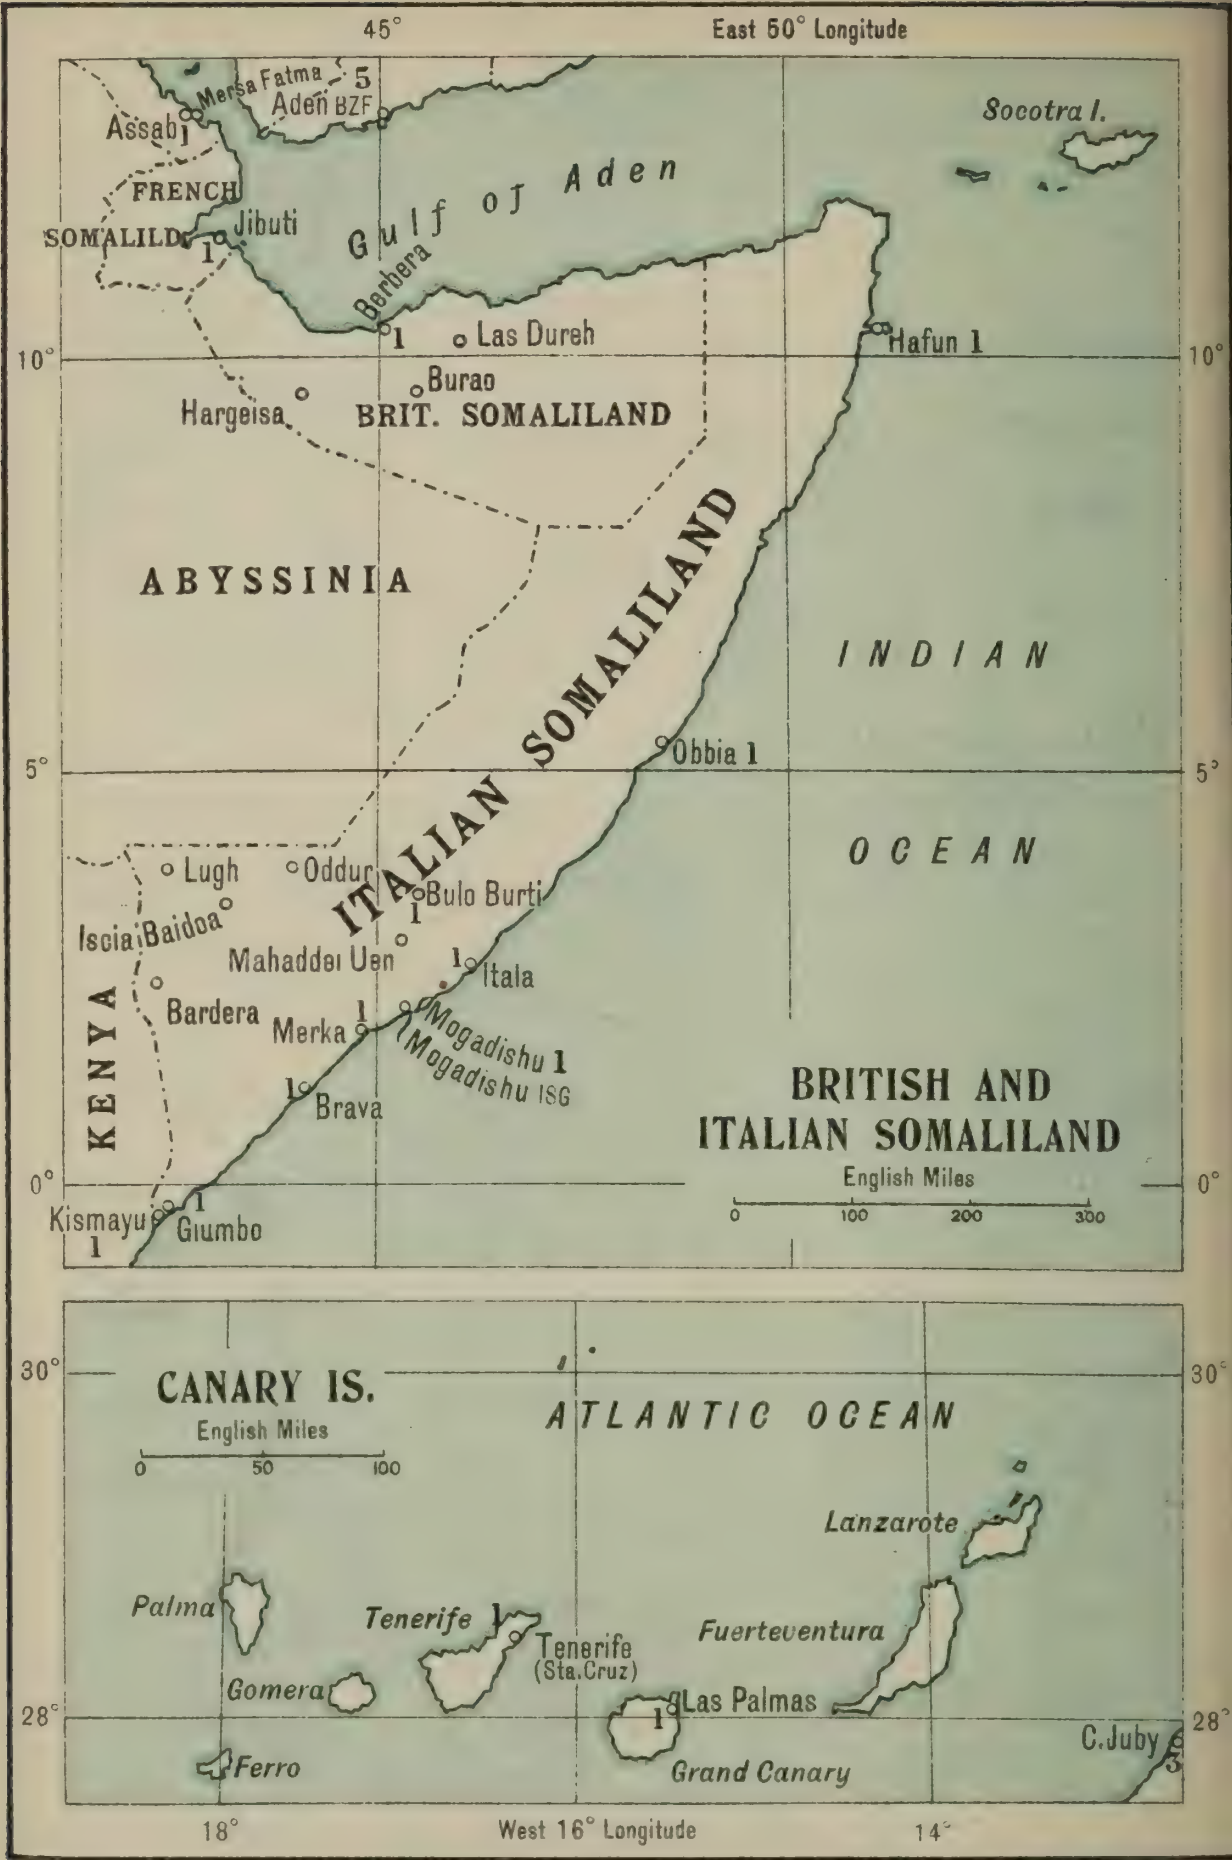 45°
East 50° Longitude
Mersa Fatma
5
Aden BZF
Assab
1
Socotra I.
FRENCH
SOMALILD
Jibuti
1
Gulf of Aden
Berbera
1
Las Dureh
10°
10°
Hafun 1
Burao
Hargeisa
BRIT. SOMALILAND
ABYSSINIA
ITALIAN SOMALILAND
INDIAN
OCEAN
Obbia 1
5°
5°
Lugh
Oddur
Bulo Burti
1
Iscia Baidoa
Mahaddei Uen
1
Itala
Bardera
KENYA
Merka
1
Mogadishu 1
Mogadishu ISG
1
Brava
BRITISH AND
ITALIAN SOMALILAND
English Miles
0 100 200 300
0°
0°
Kismayu
1
1
Giumbo
30°
30°
CANARY IS.
English Miles
0 50 100
ATLANTIC OCEAN
Lanzarote
Palma
Tenerife
1
Tenerife
(Sta. Cruz)
Fuerteventura
Gomera
Las Palmas
1
28°
28°
C. Juby
3
Ferro
Grand Canary
18°
West 16° Longitude
14°